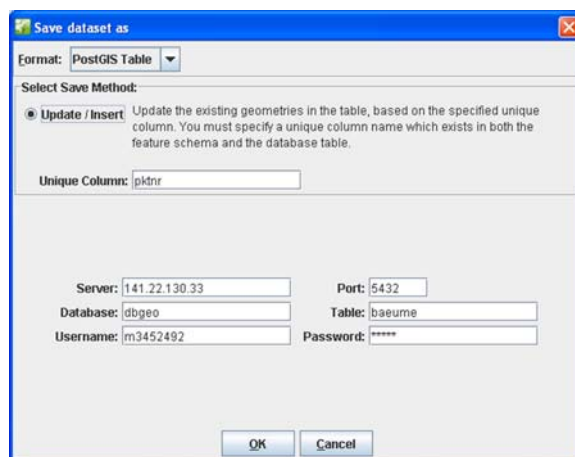 Save dataset as
Format: PostGIS Table
Select Save Method:
Update / Insert
Update the existing geometries in the table, based on the specified unique
column. You must specify a unique column name which exists in both the
feature schema and the database table.
Unique Column: pktnr
Server: 141.22.130.33 Port: 5432
Database: dbgeo Table: baeume
Username: m3452492 Password: *****
OK Cancel